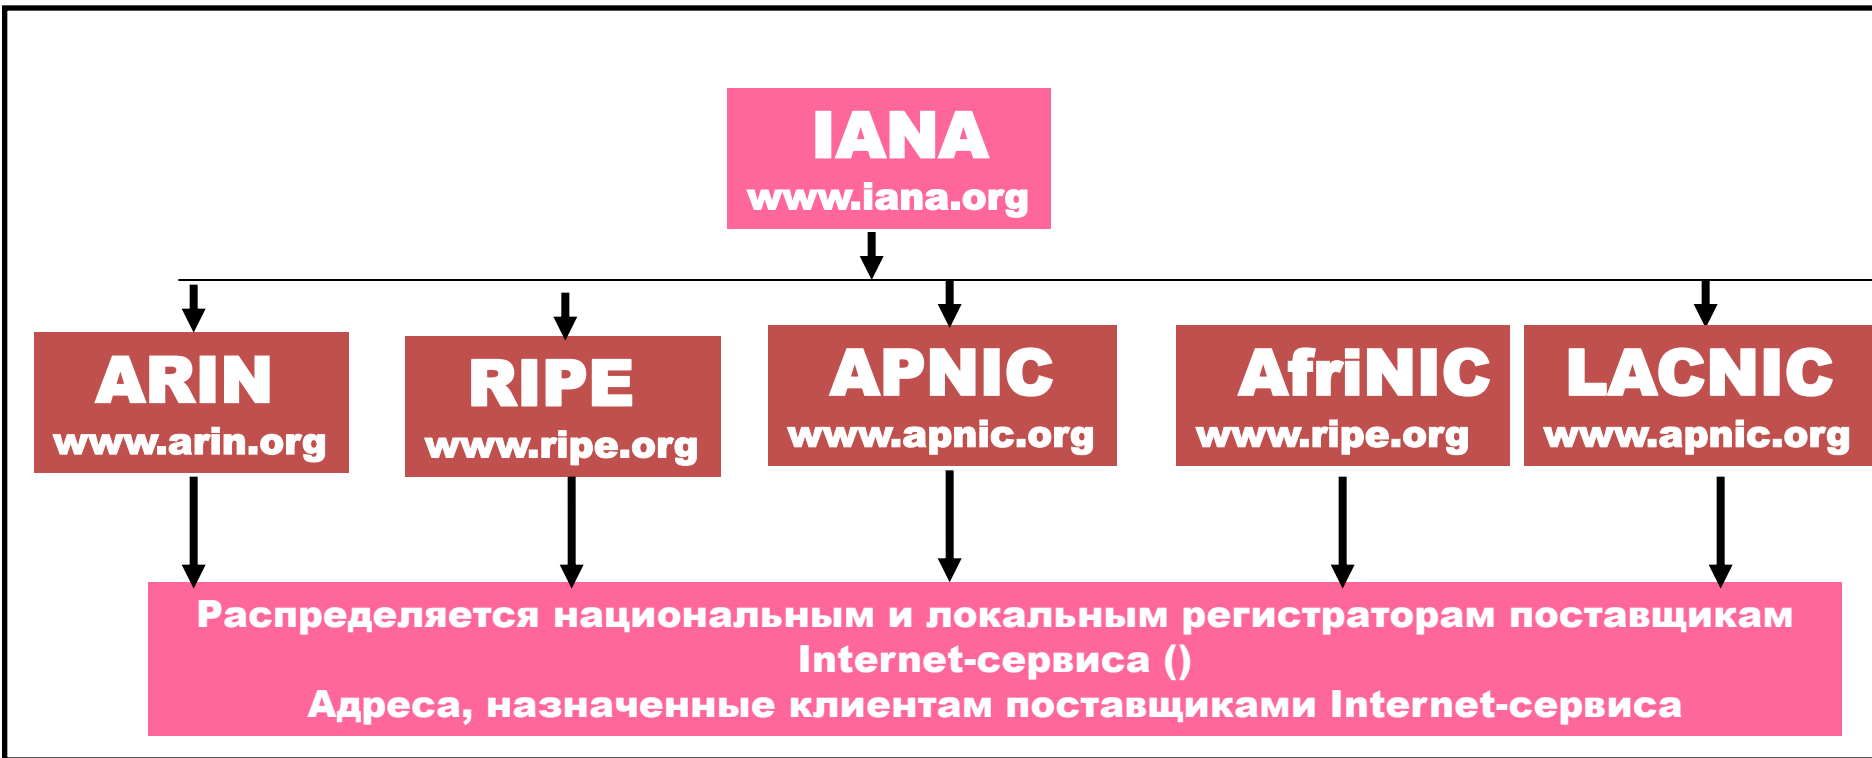 IANA
www.iana.org
ARIN
www.arin.org
RIPE
www.ripe.org
APNIC
www.apnic.org
AfriNIC
www.ripe.org
LACNIC
www.apnic.org
Распределяется национальным и локальным регистраторам поставщикам
Internet-сервиса ()
Адреса, назначенные клиентам поставщиками Internet-сервиса